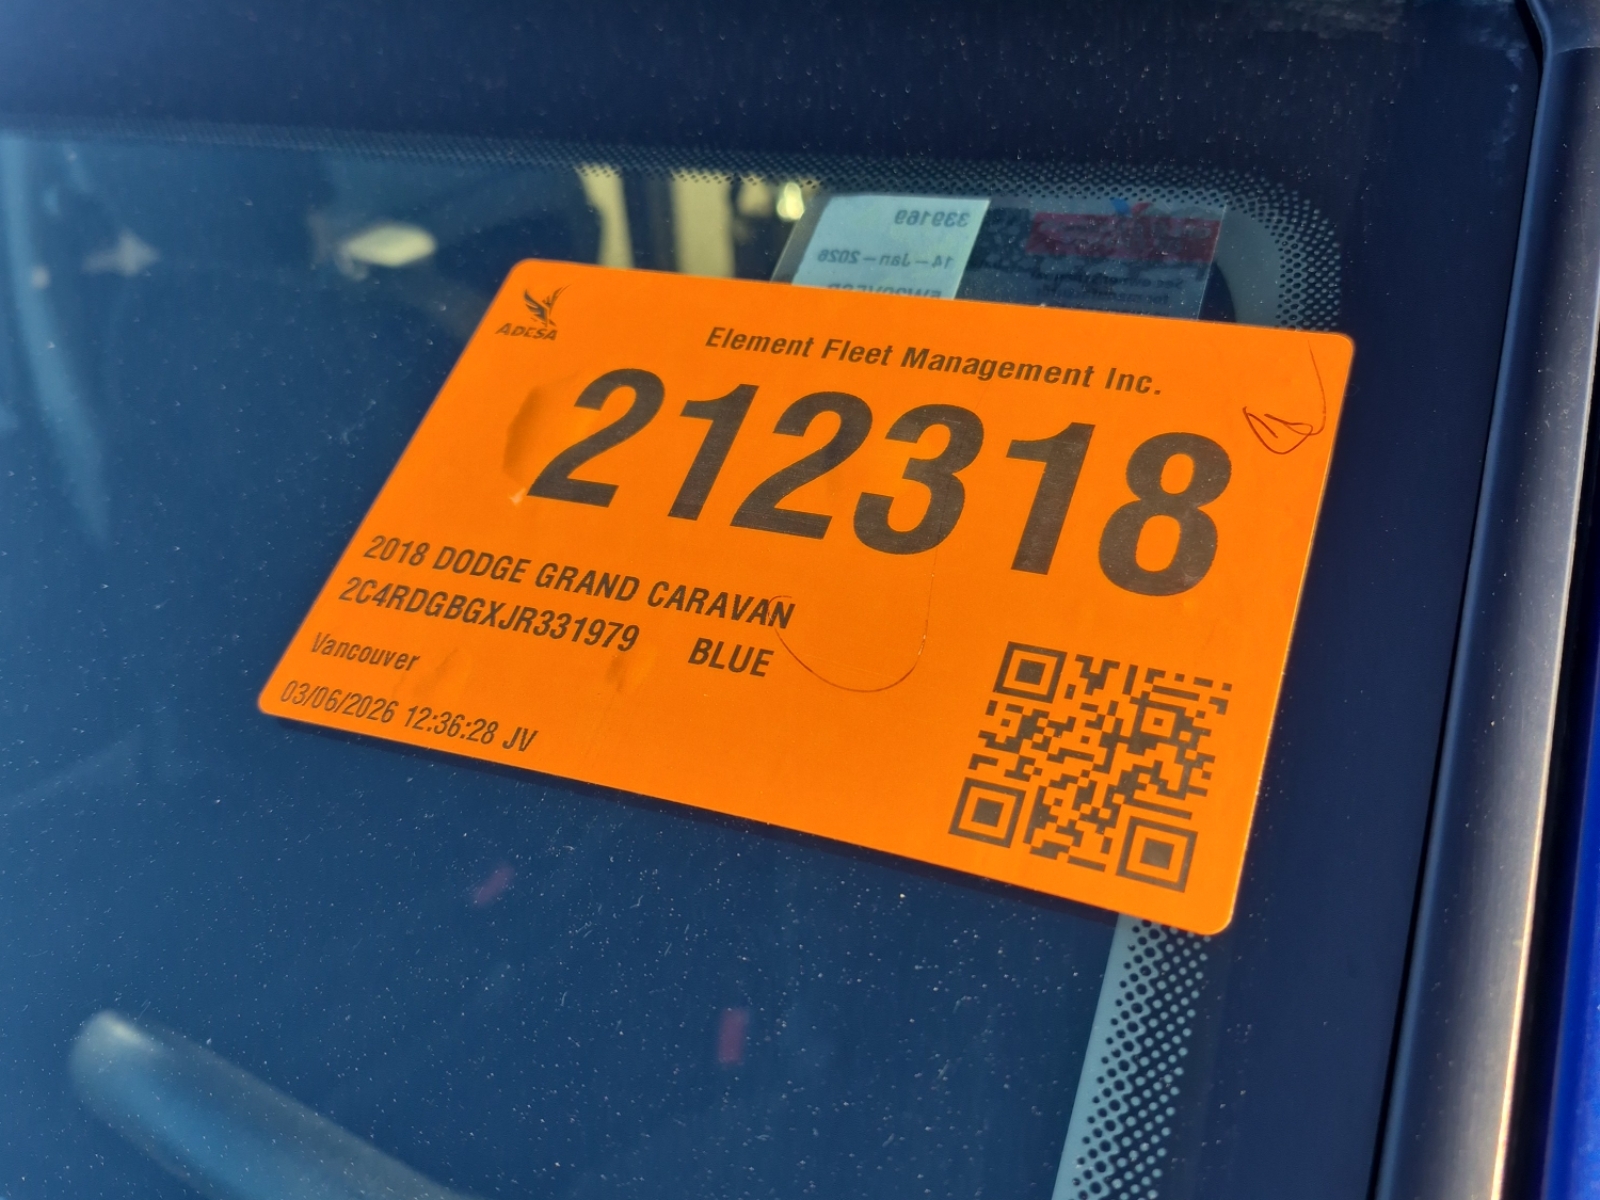 339169
14-Jan-2026
ADESA
Element Fleet Management Inc.
212318
2018 DODGE GRAND CARAVAN
2C4RDGBGXJR331979 BLUE
Vancouver
03/06/2026 12:36:28 JV